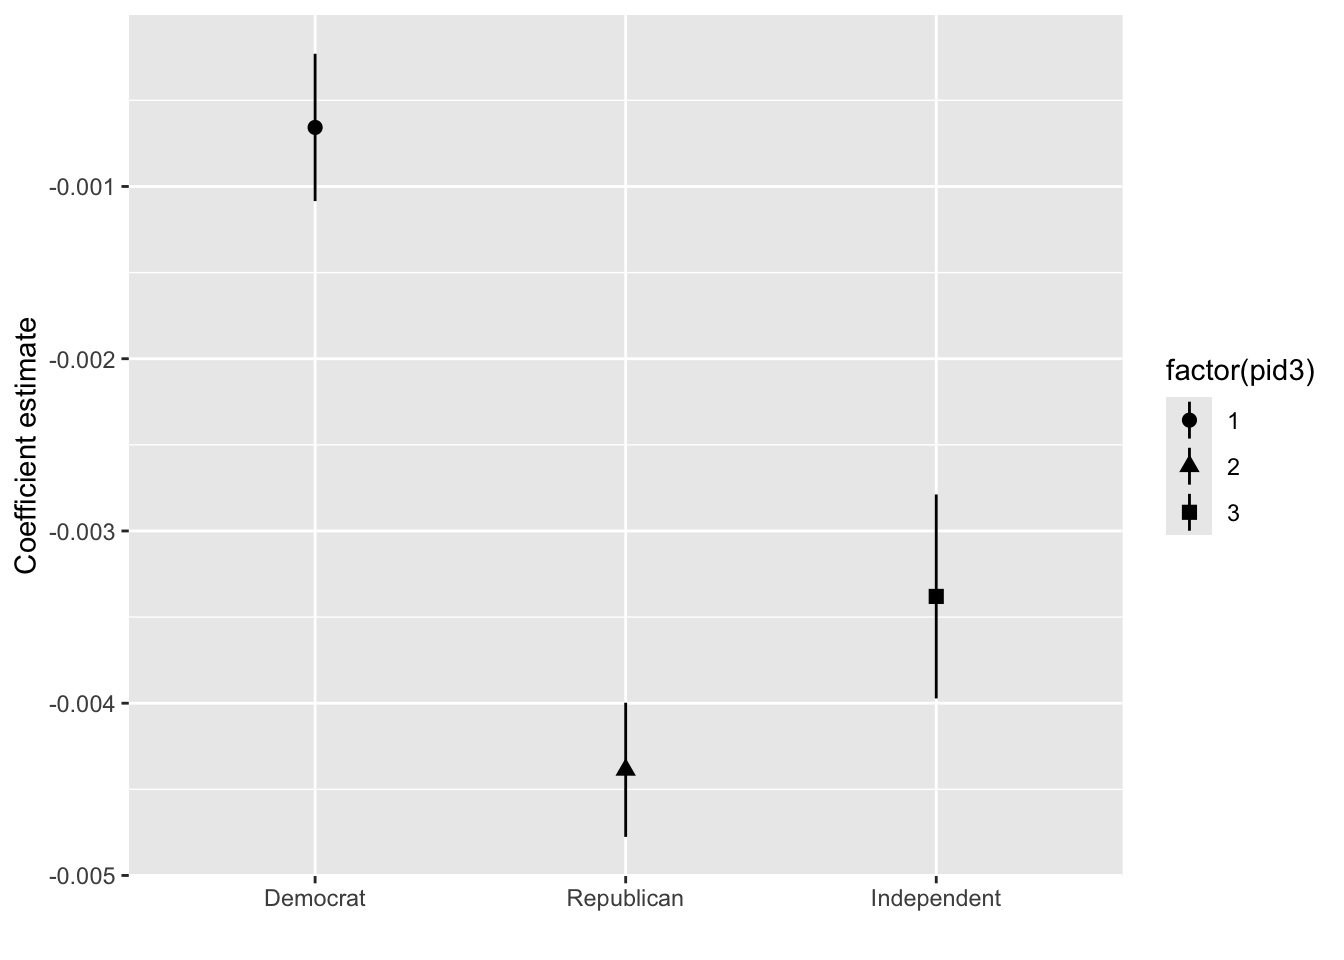 Coefficient estimate
-0.001
-0.002
-0.003
-0.004
-0.005
Democrat Republican Independent
factor(pid3)
1
2
3